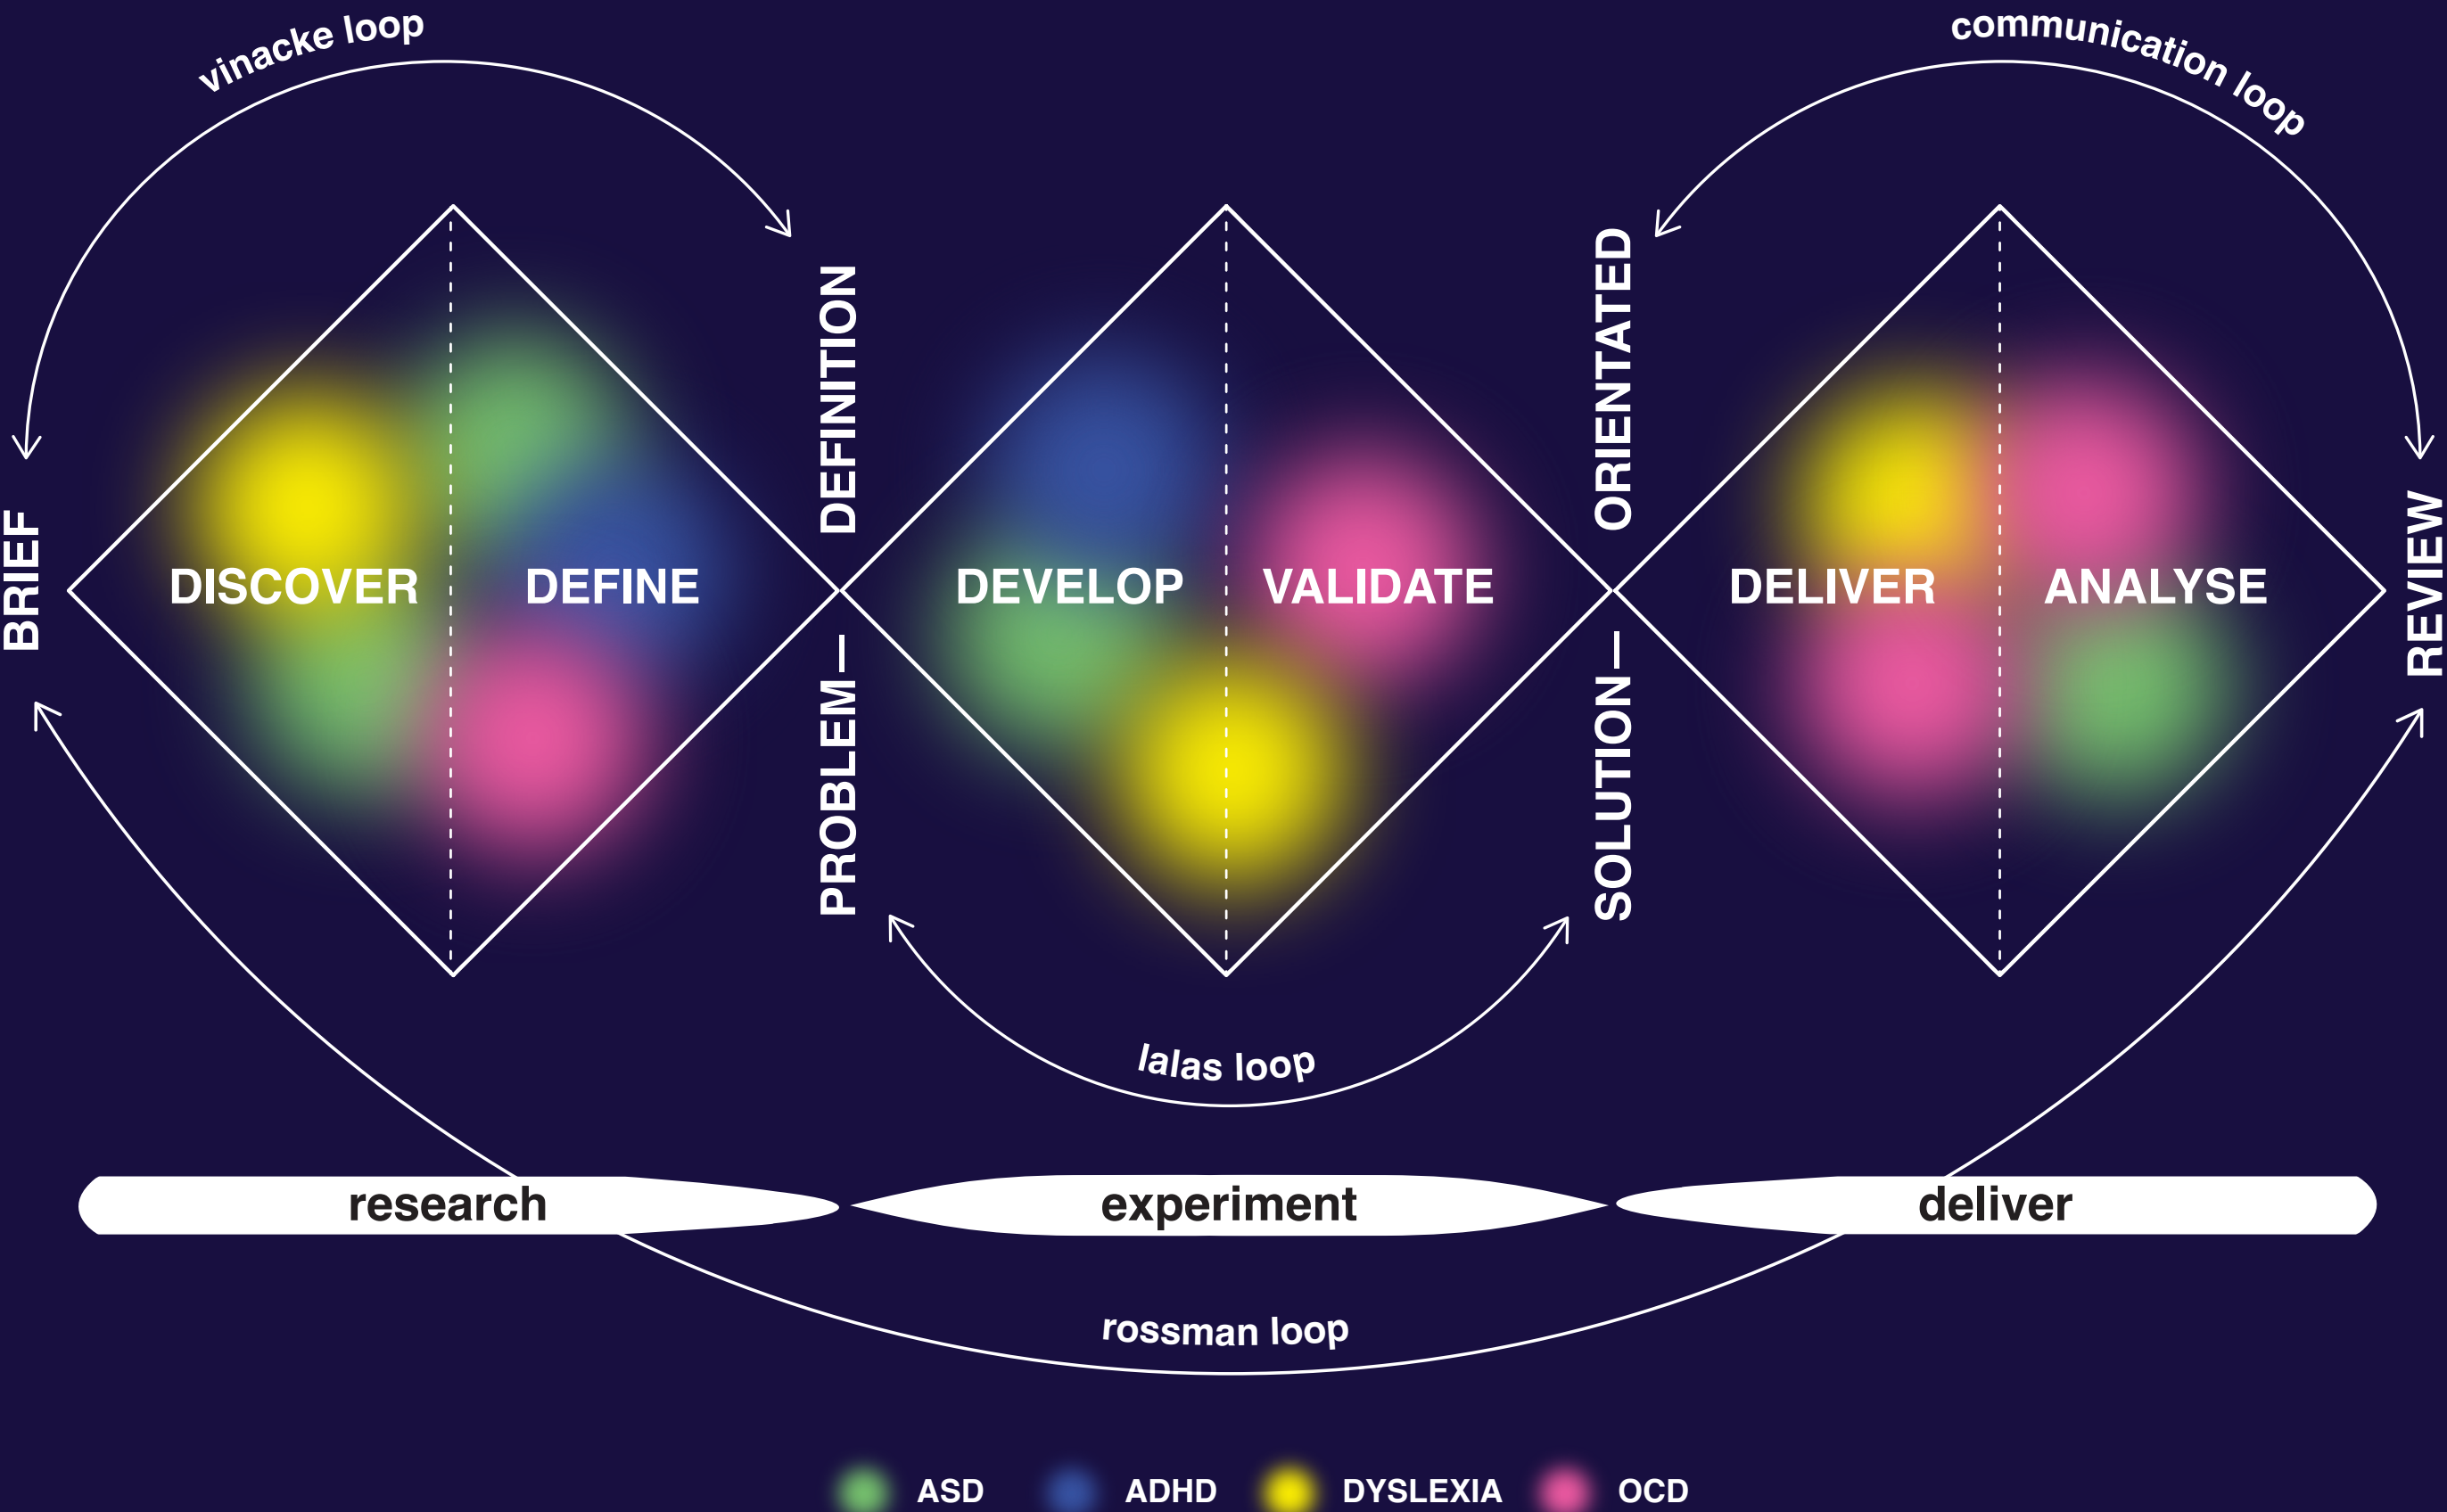 vinacke loop
communication loop
BRIEF
DISCOVER
DEFINE
PROBLEM — DEFINITION
DEVELOP
VALIDATE
SOLUTION — ORIENTATED
DELIVER
ANALYSE
REVIEW
lalas loop
research
experiment
deliver
rossman loop
ASD
ADHD
DYSLEXIA
OCD